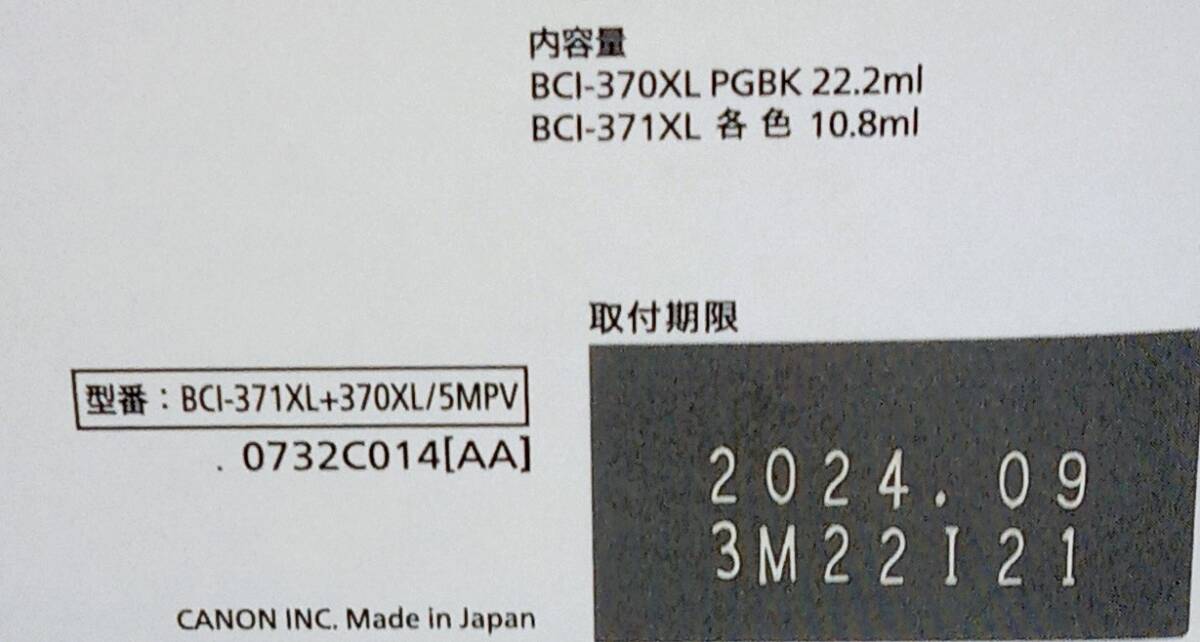 内容量
BCI-370XL PGBK 22.2ml
BCI-371XL 各色 10.8ml
取付期限
2024.09
3M22I21
型番：BCI-371XL+370XL/5MPV
0732C014[AA]
CANON INC. Made in Japan